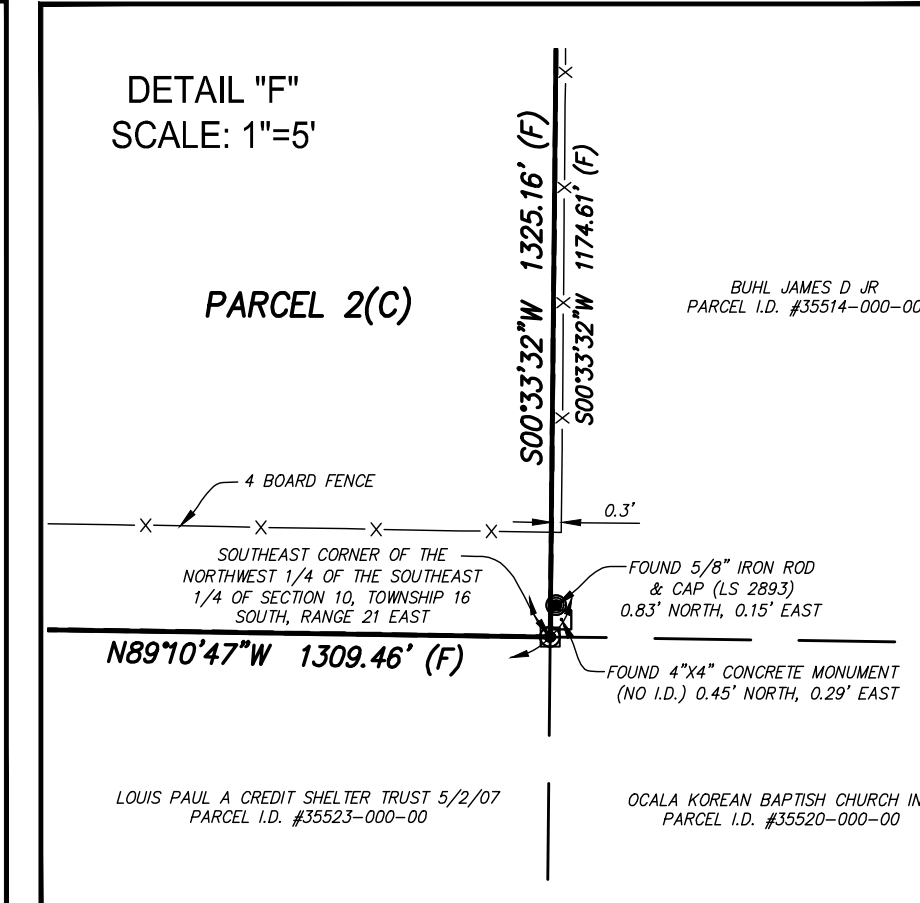 DETAIL "F"
SCALE: 1"=5'
S00°33'32"W 1325.16' (F)
S00°33'32"W 1174.61' (F)
PARCEL 2(C)
BUHL JAMES D JR
PARCEL I.D. #35514-000-00
4 BOARD FENCE
0.3'
SOUTHEAST CORNER OF THE
NORTHWEST 1/4 OF THE SOUTHEAST
1/4 OF SECTION 10, TOWNSHIP 16
SOUTH, RANGE 21 EAST
FOUND 5/8" IRON ROD
& CAP (LS 2893)
0.83' NORTH, 0.15' EAST
N89°10'47"W 1309.46' (F)
FOUND 4"X4" CONCRETE MONUMENT
(NO I.D.) 0.45' NORTH, 0.29' EAST
LOUIS PAUL A CREDIT SHELTER TRUST 5/2/07
PARCEL I.D. #35523-000-00
OCALA KOREAN BAPTISH CHURCH IN
PARCEL I.D. #35520-000-00